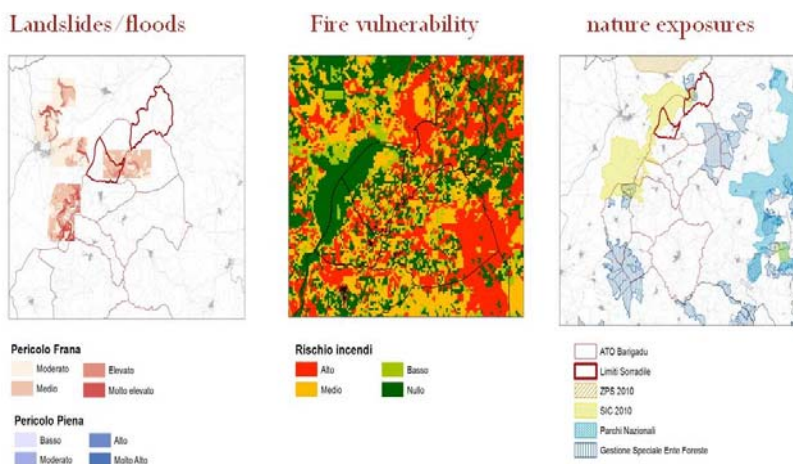 Landslides/floods
Fire vulnerability
nature exposures
Pericolo Frana
Moderato
Elevato
Medio
Molto elevato
Pericolo Piena
Basso
Alto
Moderato
Molto Alto
Rischio incendi
Alto
Basso
Medio
Nullo
ATO Barigadu
Limiti Sorradile
ZPS 2010
SIC 2010
Parchi Nazionali
Gestione Speciale Ente Foreste